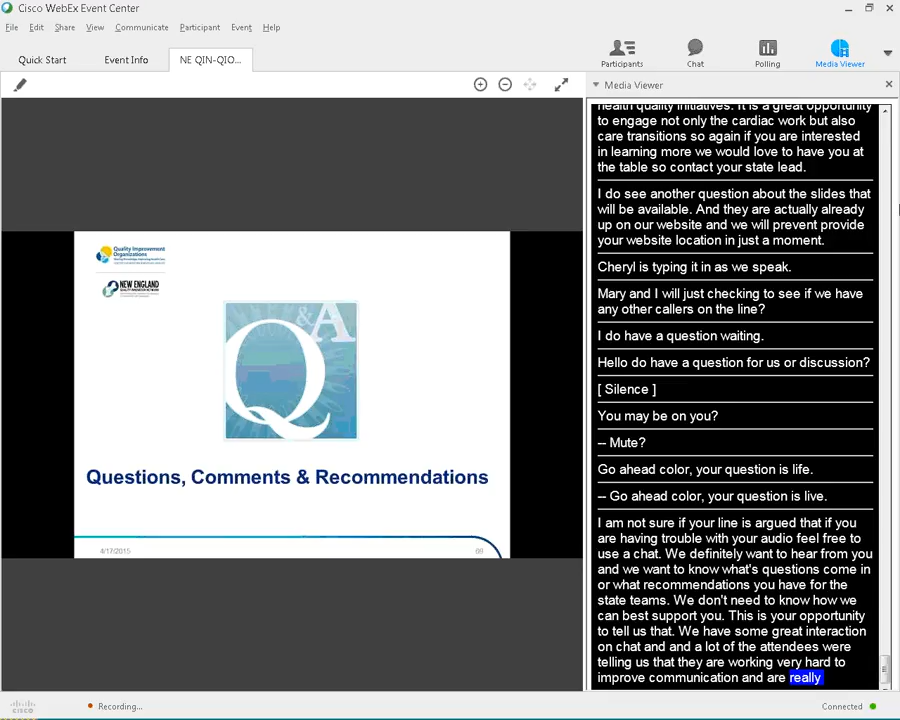 Cisco WebEx Event Center
File Edit Share View Communicate Participant Event Help
Quick Start Event Info NE QIN-QIO...
Participants Chat Polling Media Viewer
Media Viewer
health quality initiatives. It is a great opportunity
to engage not only the cardiac work but also
care transitions so again if you are interested
in learning more we would love to have you at
the table so contact your state lead.
I do see another question about the slides that
will be available. And they are actually already
up on our website and we will prevent provide
your website location in just a moment.
Cheryl is typing it in as we speak.
Mary and I will just checking to see if we have
any other callers on the line?
I do have a question waiting.
Hello do have a question for us or discussion?
[ Silence ]
You may be on you?
-- Mute?
Go ahead color, your question is life.
-- Go ahead color, your question is live.
I am not sure if your line is argued that if you
are having trouble with your audio feel free to
use a chat. We definitely want to hear from you
and we want to know what's questions come in
or what recommendations you have for the
state teams. We don't need to know how we
can best support you. This is your opportunity
to tell us that. We have some great interaction
on chat and and a lot of the attendees were
telling us that they are working very hard to
improve communication and are really
Quality Improvement
Organizations
NEW ENGLAND
Q
&A
Questions, Comments & Recommendations
4/17/2015
cisco
Recording...
Connected